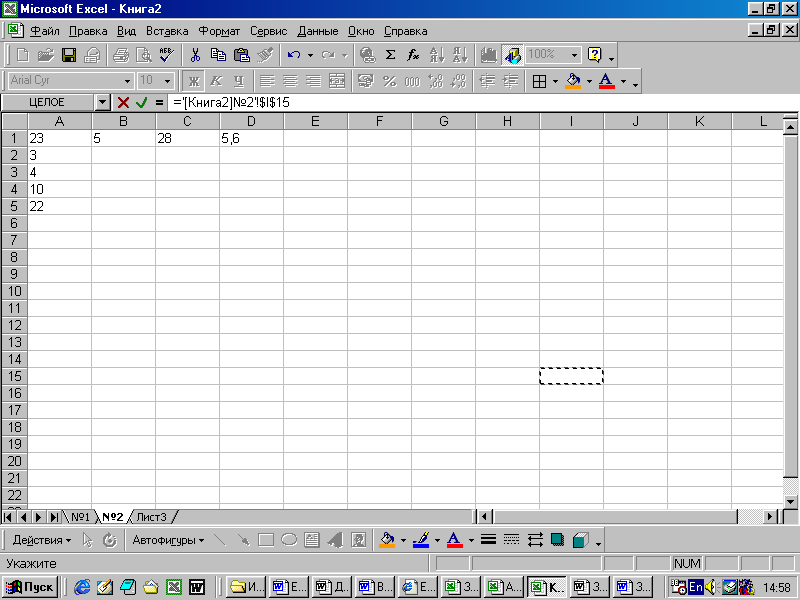 Microsoft Excel - Книга2
Файл Правка Вид Вставка Формат Сервис Данные Окно Справка
100%
Arial Cyr 10 Ж К Ч % 000
ЦЕЛОЕ ='[Книга2]№2'!$I$15
A B C D E F G H I J K L
1 23 5 28 5,6
2 3
3 4
4 10
5 22
6
7
8
9
10
11
12
13
14
15
16
17
18
19
20
21
22
№1 №2 Лист3
Действия Автофигуры
Укажите NUM
Пуск И... Е... Д... В... Е... З... А... К... З... З... En 14:58